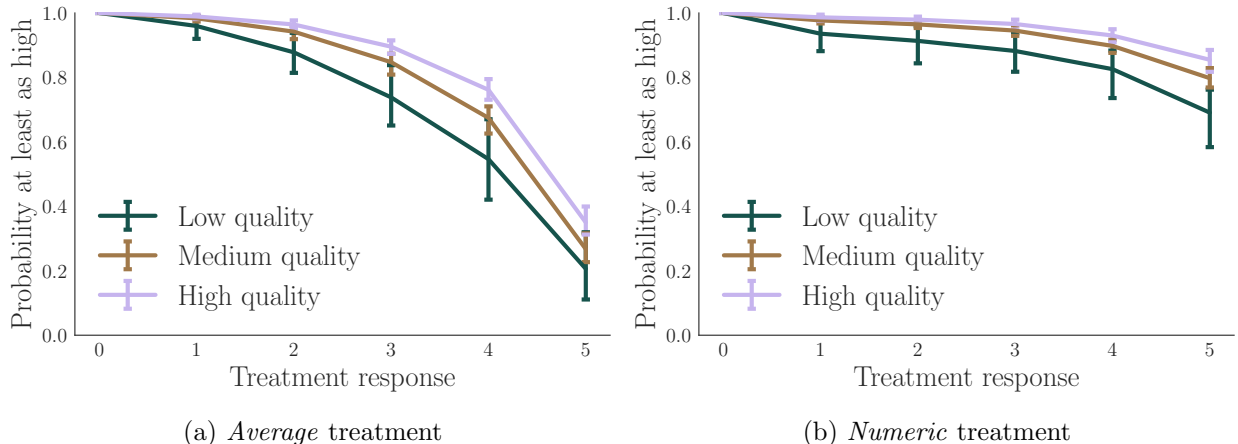 Probability at least as high
1.0
0.8
0.6
0.4
0.2
0.0
Low quality
Medium quality
High quality
0 1 2 3 4 5
Treatment response
(a) Average treatment
Probability at least as high
1.0
0.8
0.6
0.4
0.2
0.0
Low quality
Medium quality
High quality
0 1 2 3 4 5
Treatment response
(b) Numeric treatment